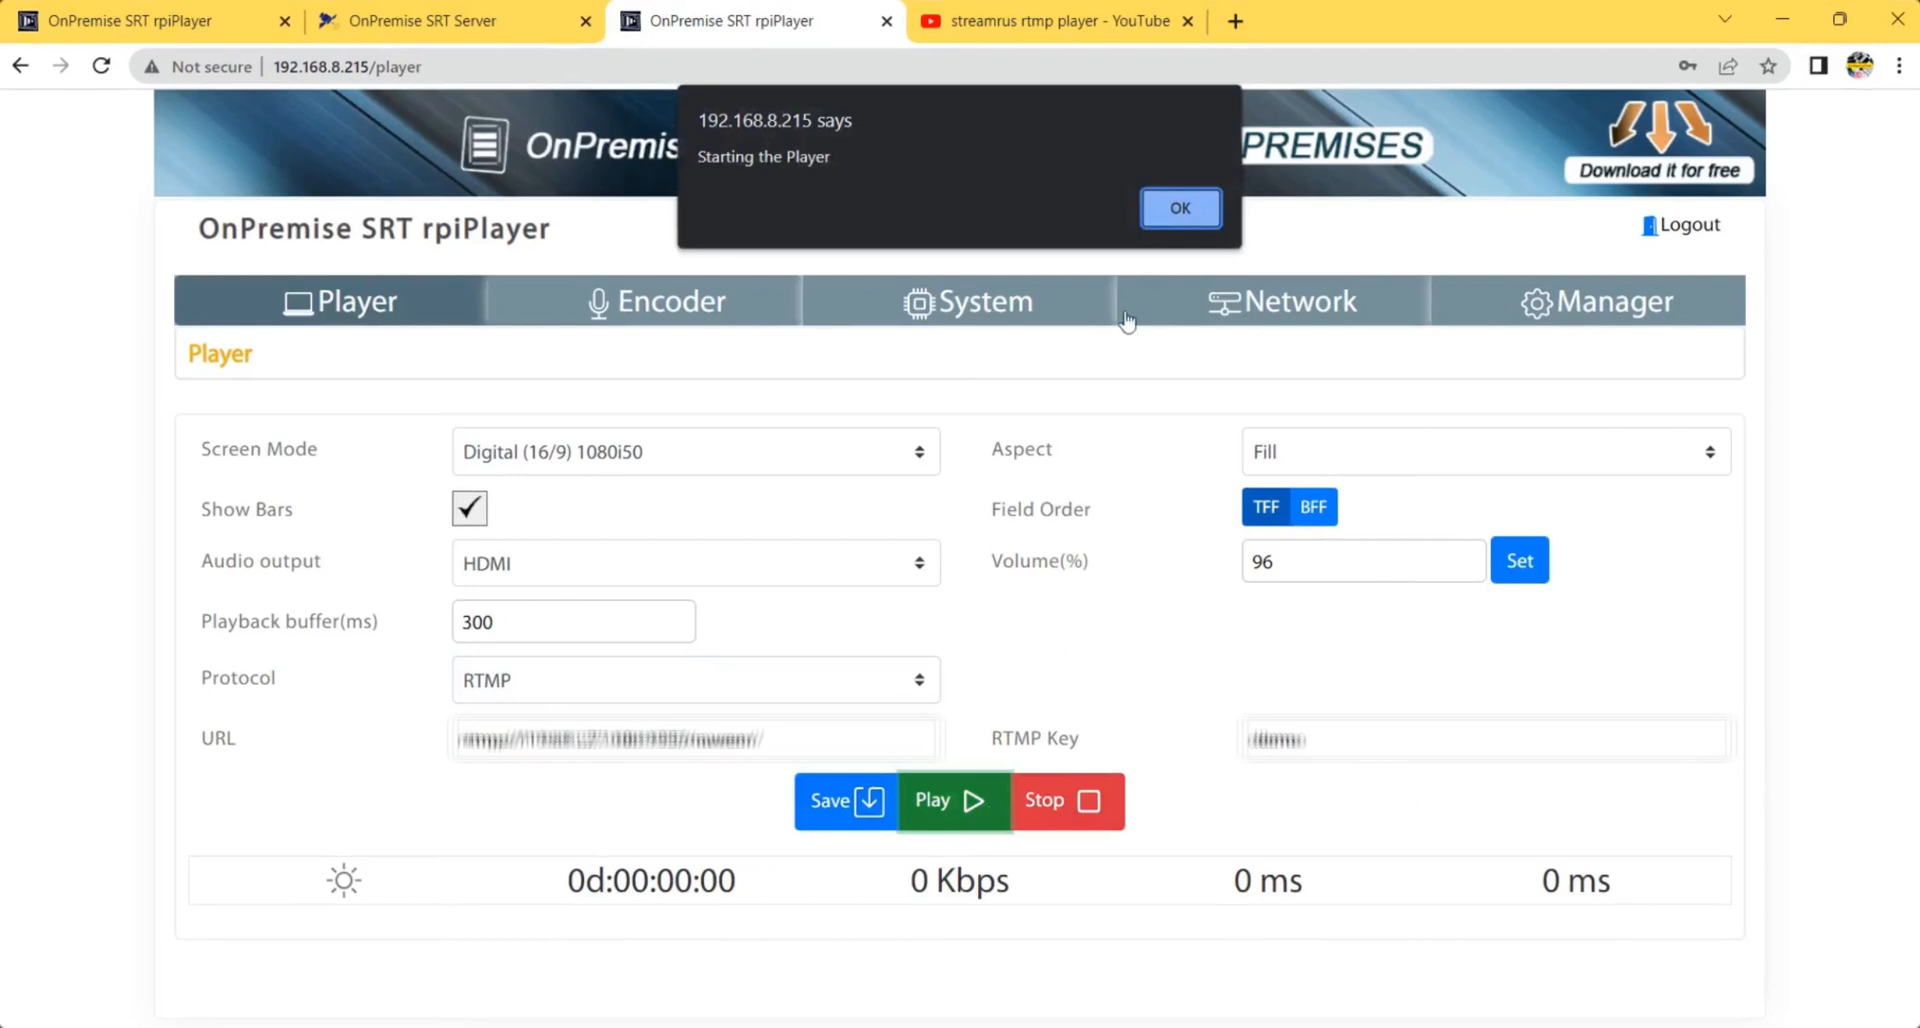 OnPremise SRT rpiPlayer
OnPremise SRT Server
OnPremise SRT rpiPlayer
streamrus rtmp player - YouTube
Not secure
192.168.8.215/player
192.168.8.215 says
Starting the Player
OK
OnPremis
PREMISES
Download it for free
OnPremise SRT rpiPlayer
Logout
Player
Encoder
System
Network
Manager
Player
Screen Mode
Digital (16/9) 1080i50
Aspect
Fill
Show Bars
Field Order
TFF
BFF
Audio output
HDMI
Volume(%)
96
Set
Playback buffer(ms)
300
Protocol
RTMP
URL
RTMP Key
Save
Play
Stop
0d:00:00:00
0 Kbps
0 ms
0 ms